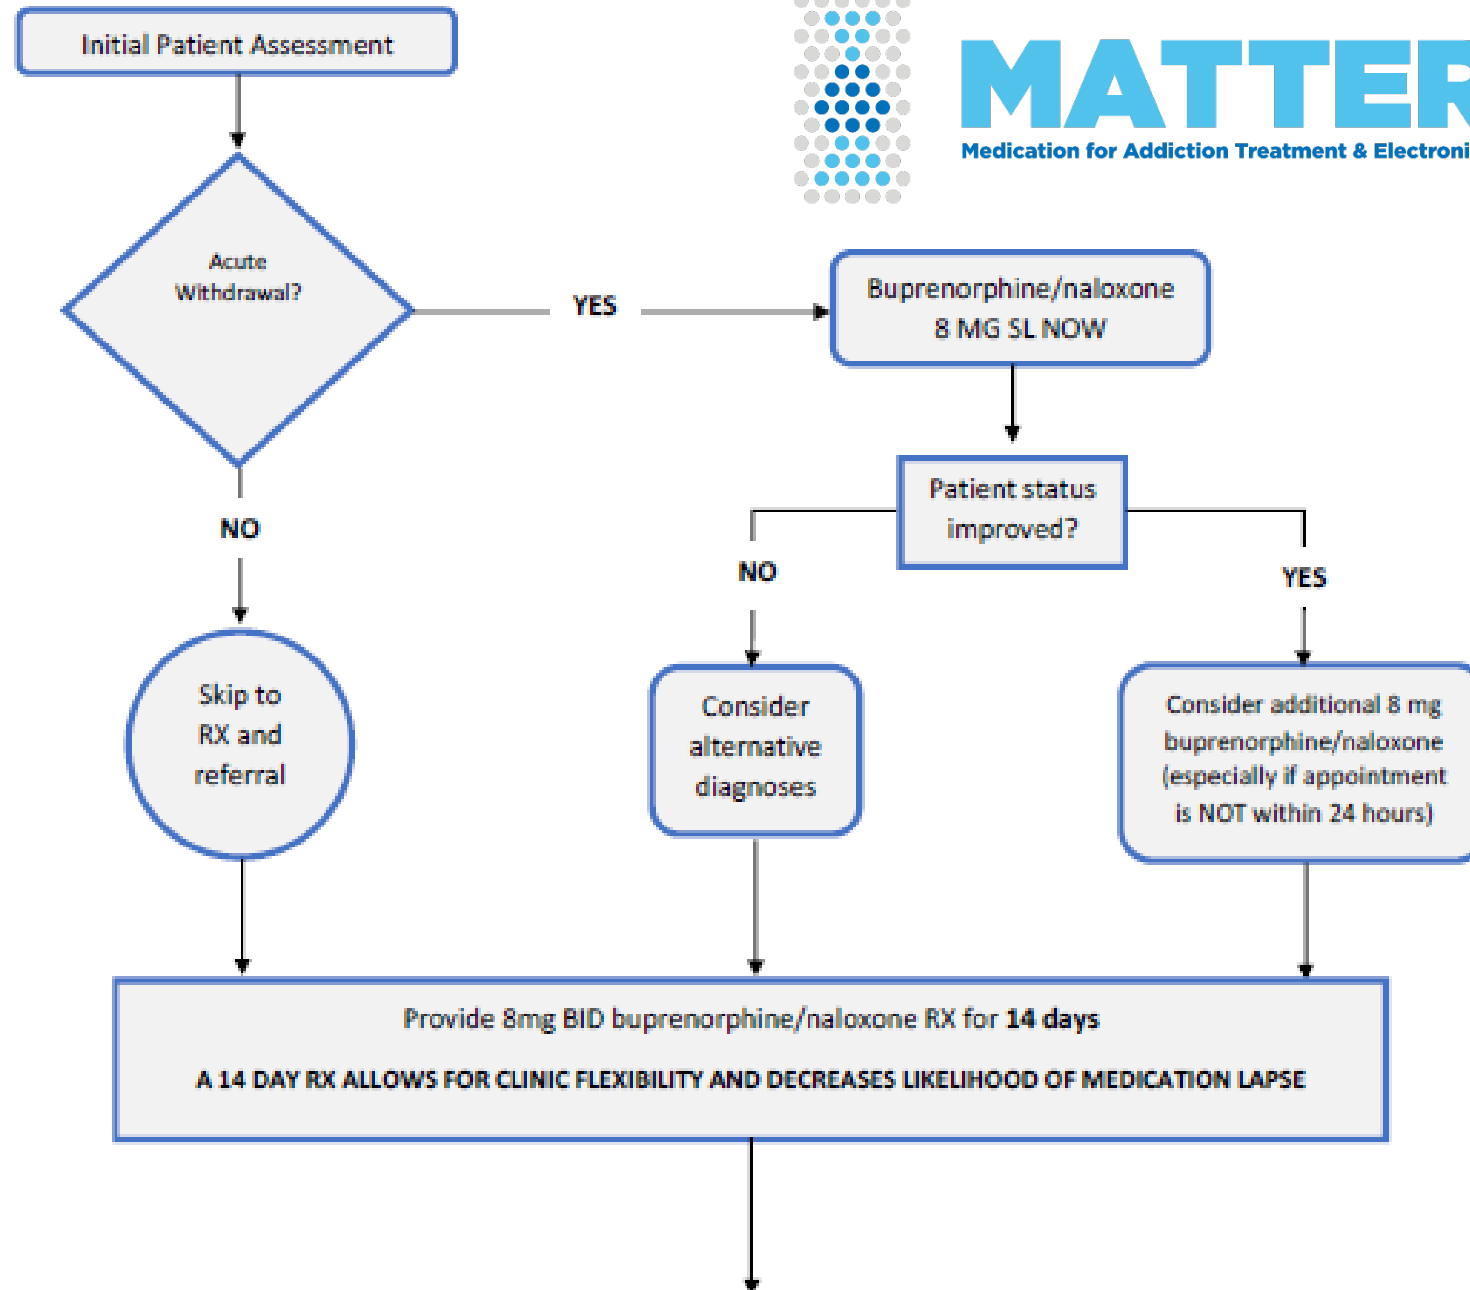 Initial Patient Assessment
MATTER
Medication for Addiction Treatment & Electroni
Acute
Withdrawal?
YES
Buprenorphine/naloxone
8 MG SL NOW
Patient status
improved?
NO
NO
YES
Skip to
RX and
referral
Consider
alternative
diagnoses
Consider additional 8 mg
buprenorphine/naloxone
(especially if appointment
is NOT within 24 hours)
Provide 8mg BID buprenorphine/naloxone RX for 14 days
A 14 DAY RX ALLOWS FOR CLINIC FLEXIBILITY AND DECREASES LIKELIHOOD OF MEDICATION LAPSE